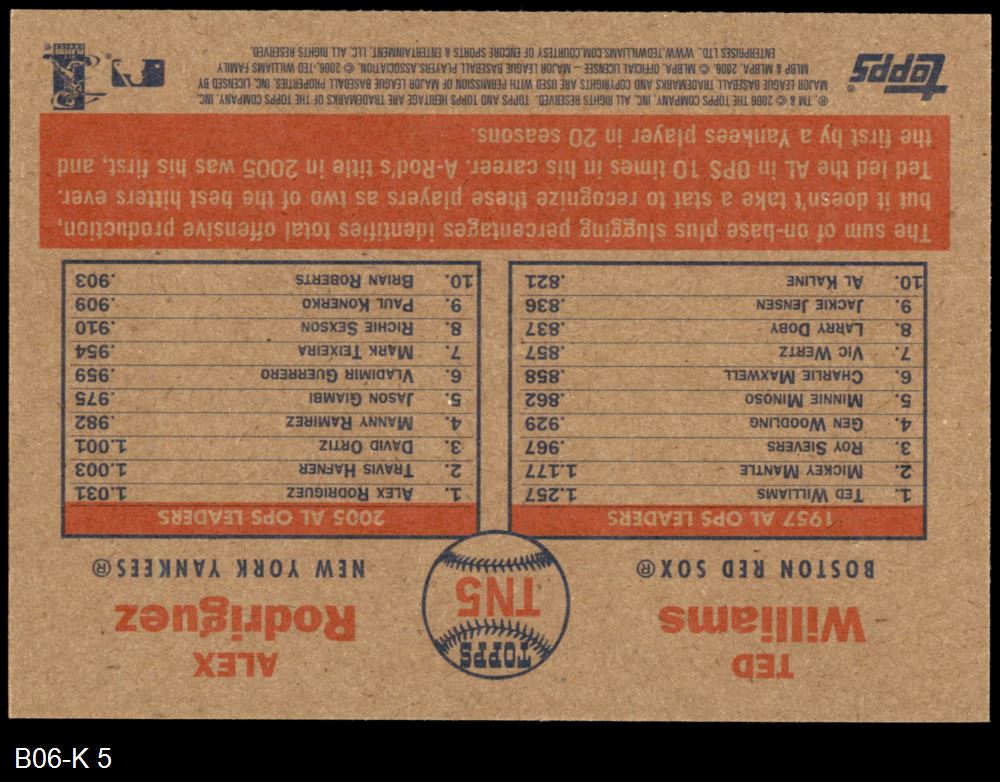 TED
Williams
BOSTON RED SOX®
TOPPS
TN5
ALEX
Rodriguez
NEW YORK YANKEES®
1957 AL OPS LEADERS
1. TED WILLIAMS 1.257
2. MICKEY MANTLE 1.177
3. ROY SIEVERS .967
4. GEN WOODLING .929
5. MINNIE MINOSO .862
6. CHARLIE MAXWELL .858
7. VIC WERTZ .857
8. LARRY DOBY .837
9. JACKIE JENSEN .836
10. AL KALINE .821
2005 AL OPS LEADERS
1. ALEX RODRIGUEZ 1.031
2. TRAVIS HAFNER 1.003
3. DAVID ORTIZ 1.001
4. MANNY RAMIREZ .982
5. JASON GIAMBI .975
6. VLADIMIR GUERRERO .959
7. MARK TEIXEIRA .954
8. RICHIE SEXSON .910
9. PAUL KONERKO .909
10. BRIAN ROBERTS .903
The sum of on-base plus slugging percentages identifies total offensive production,
but it doesn't take a stat to recognize these players as two of the best hitters ever.
Ted led the AL in OPS 10 times in his career. A-Rod's title in 2005 was his first, and
the first by a Yankees player in 20 seasons.
topps®
®, TM & © 2006 THE TOPPS COMPANY, INC. ALL RIGHTS RESERVED. TOPPS AND TOPPS HERITAGE ARE TRADEMARKS OF THE TOPPS COMPANY, INC.
MAJOR LEAGUE BASEBALL TRADEMARKS AND COPYRIGHTS ARE USED WITH PERMISSION OF MAJOR LEAGUE BASEBALL PROPERTIES, INC. LICENSED BY
MLBP & MLBPA, 2006. © MLBPA. OFFICIAL LICENSEE – MAJOR LEAGUE BASEBALL PLAYERS ASSOCIATION. © 2006, TED WILLIAMS FAMILY
ENTERPRISES LTD. WWW.TEDWILLIAMS.COM.COURTESY OF ENCORE SPORTS & ENTERTAINMENT, LLC. ALL RIGHTS RESERVED.
B06-K 5